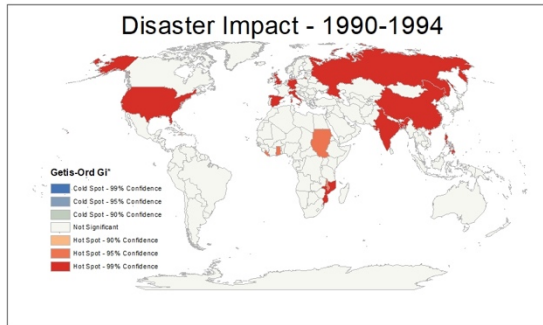 Disaster Impact - 1990-1994
Getis-Ord Gi*
Cold Spot - 99% Confidence
Cold Spot - 95% Confidence
Cold Spot - 90% Confidence
Not Significant
Hot Spot - 90% Confidence
Hot Spot - 95% Confidence
Hot Spot - 99% Confidence